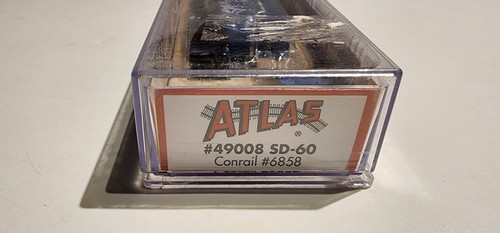 ATLAS
®
#49008 SD-60
Conrail #6858